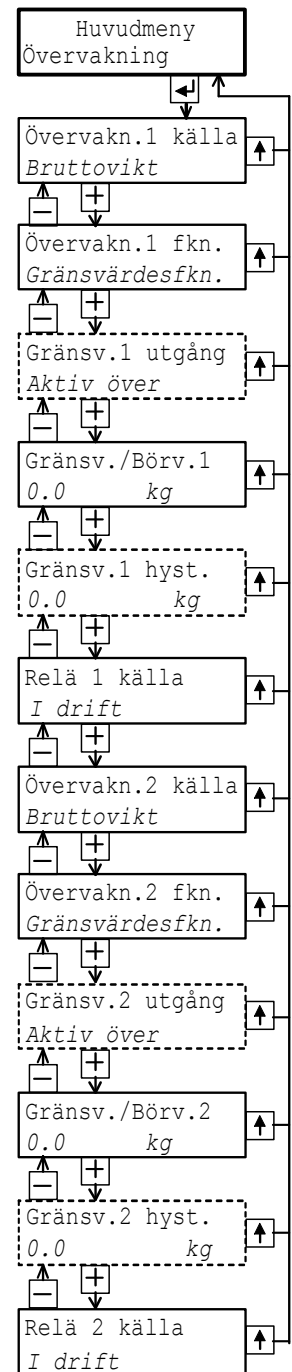 Huvudmeny
Övervakning
Övervakn.1 källa
Bruttovikt
Övervakn.1 fkn.
Gränsvärdesfkn.
Gränsv.1 utgång
Aktiv över
Gränsv./Börv.1
0.0 kg
Gränsv.1 hyst.
0.0 kg
Relä 1 källa
I drift
Övervakn.2 källa
Bruttovikt
Övervakn.2 fkn.
Gränsvärdesfkn.
Gränsv.2 utgång
Aktiv över
Gränsv./Börv.2
0.0 kg
Gränsv.2 hyst.
0.0 kg
Relä 2 källa
I drift